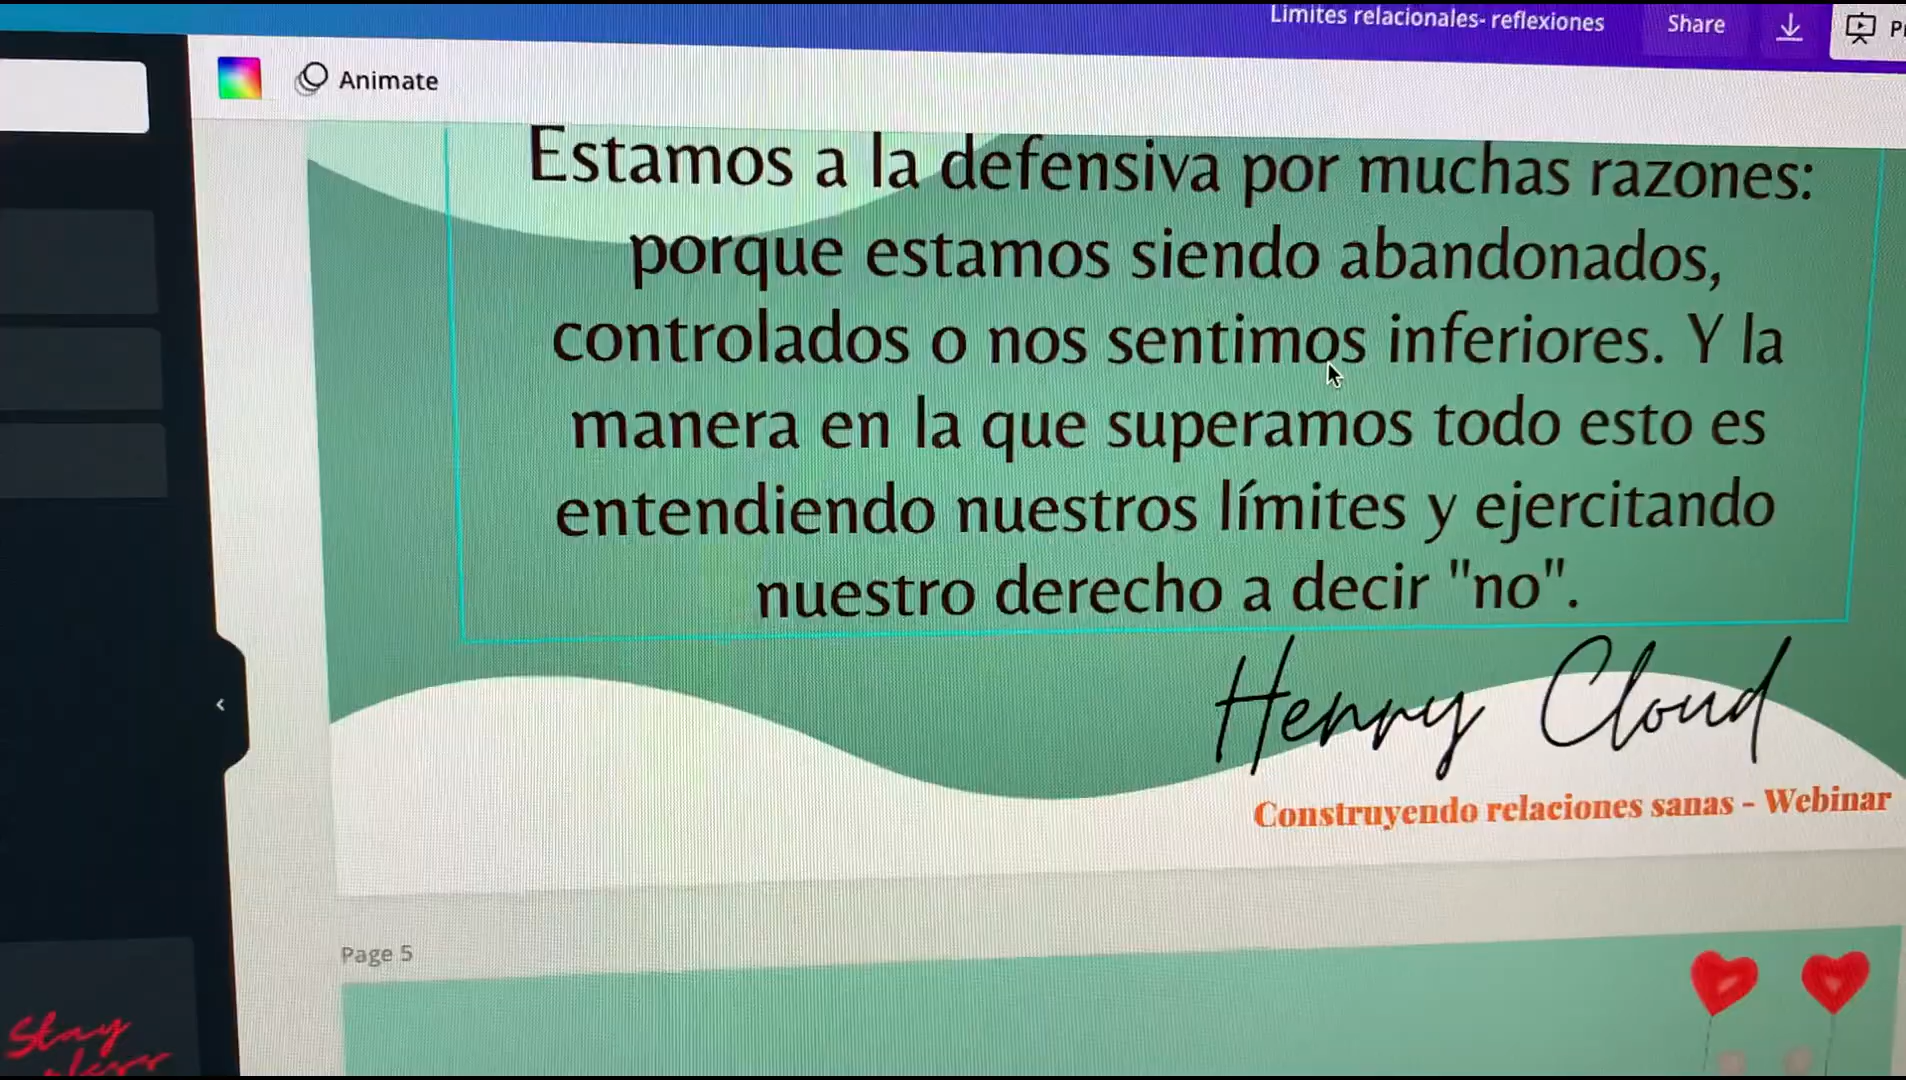 Limites relacionales- reflexiones
Share
Animate
Estamos a la defensiva por muchas razones:
porque estamos siendo abandonados,
controlados o nos sentimos inferiores. Y la
manera en la que superamos todo esto es
entendiendo nuestros límites y ejercitando
nuestro derecho a decir "no".
Henry Cloud
Construyendo relaciones sanas - Webinar
Page 5
Stay